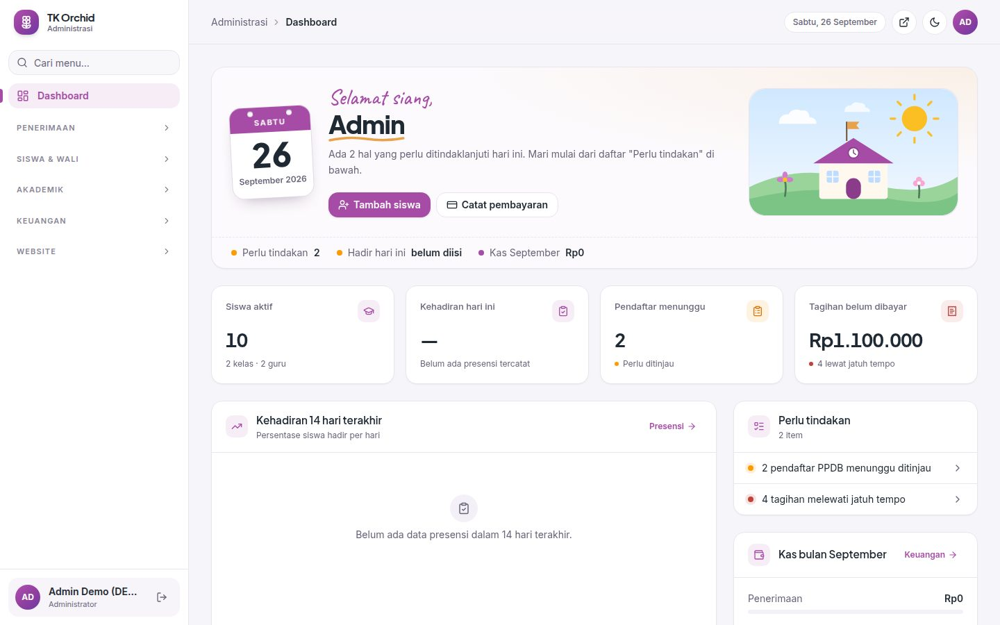 TK Orchid
Administrasi
Cari menu...
Dashboard
PENERIMAAN
SISWA & WALI
AKADEMIK
KEUANGAN
WEBSITE
AD
Admin Demo (DE...
Administrator
Administrasi > Dashboard
Sabtu, 26 September
AD
SABTU
26
September 2026
Selamat siang,
Admin
Ada 2 hal yang perlu ditindaklanjuti hari ini. Mari mulai dari daftar "Perlu tindakan" di
bawah.
Tambah siswa
Catat pembayaran
Perlu tindakan 2
Hadir hari ini belum diisi
Kas September Rp0
Siswa aktif
10
2 kelas · 2 guru
Kehadiran hari ini
—
Belum ada presensi tercatat
Pendaftar menunggu
2
Perlu ditinjau
Tagihan belum dibayar
Rp1.100.000
4 lewat jatuh tempo
Kehadiran 14 hari terakhir
Persentase siswa hadir per hari
Presensi →
Belum ada data presensi dalam 14 hari terakhir.
Perlu tindakan
2 item
2 pendaftar PPDB menunggu ditinjau
4 tagihan melewati jatuh tempo
Kas bulan September
Keuangan →
Penerimaan Rp0